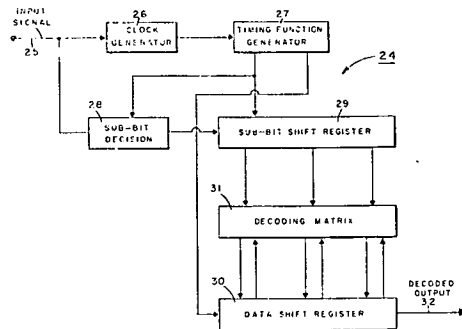 INPUT
SIGNAL
25
26
CLOCK
GENERATOR
27
TIMING FUNCTION
GENERATOR
24
28
SUB-BIT
DECISION
29
SUB-BIT SHIFT REGISTER
31
DECODING MATRIX
30
DATA SHIFT REGISTER
DECODED
OUTPUT
32